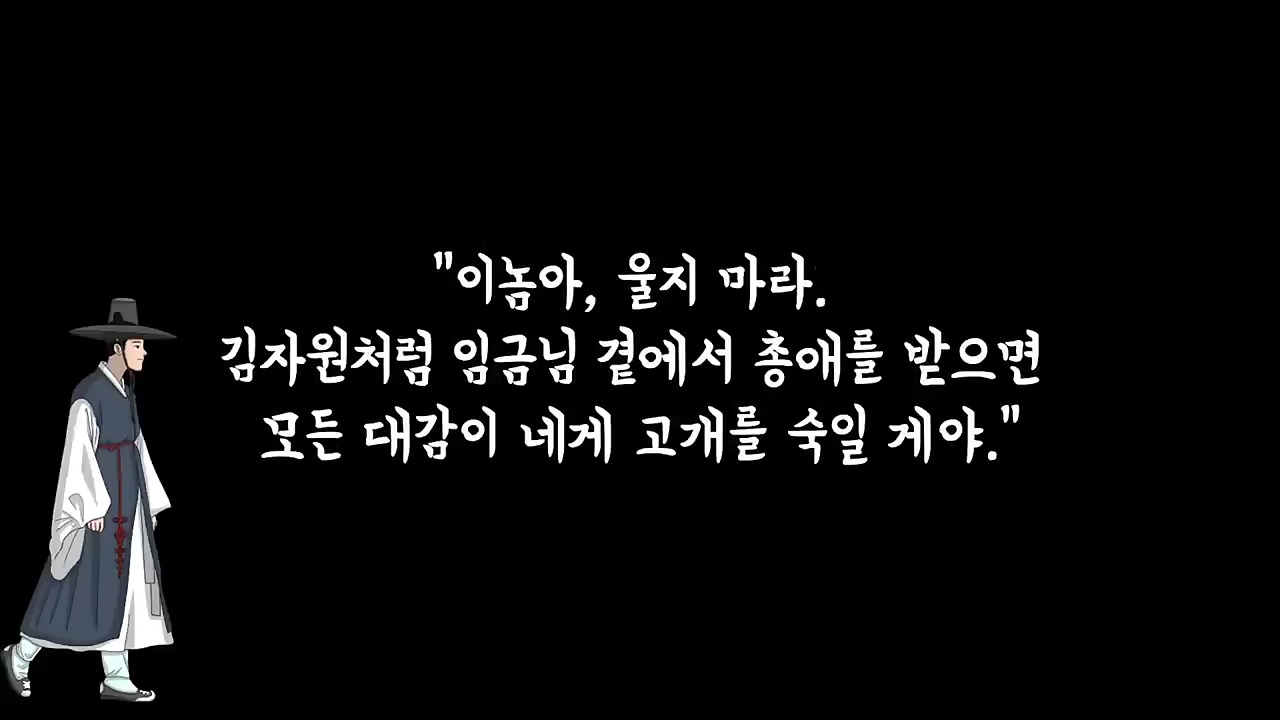 "이놈아, 울지 마라.
김자원처럼 임금님 곁에서 총애를 받으면
모든 대감이 네게 고개를 숙일 게야."